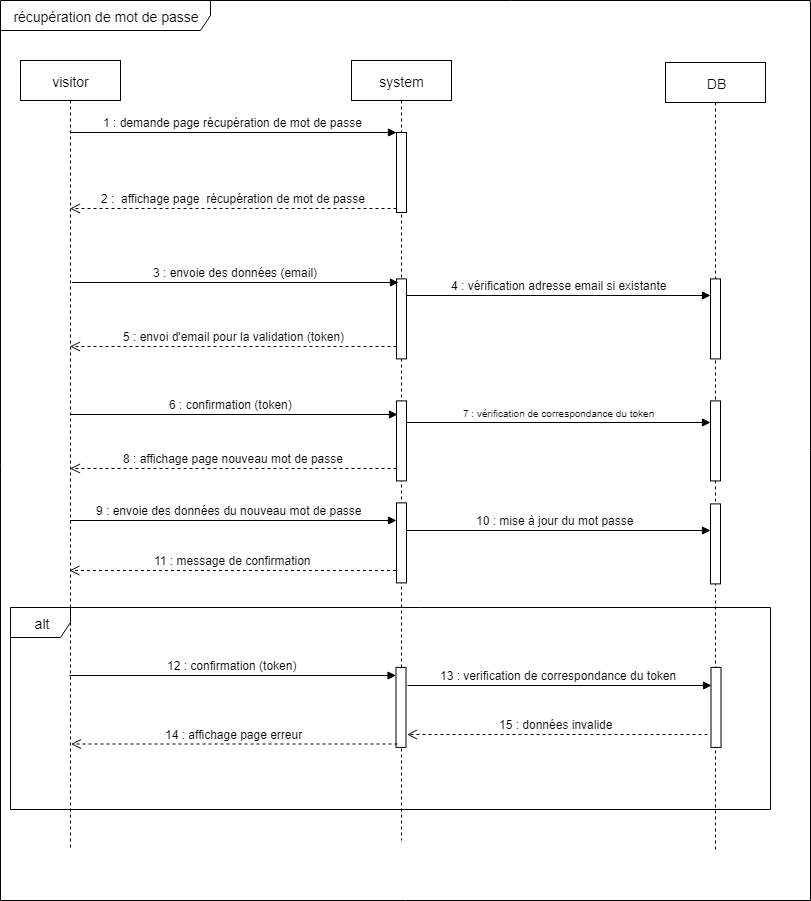 récupération de mot de passe
visitor
system
DB
1 : demande page récupération de mot de passe
2 : affichage page récupération de mot de passe
3 : envoie des données (email)
4 : vérification adresse email si existante
5 : envoi d'email pour la validation (token)
6 : confirmation (token)
7 : vérification de correspondance du token
8 : affichage page nouveau mot de passe
9 : envoie des données du nouveau mot de passe
10 : mise à jour du mot passe
11 : message de confirmation
alt
12 : confirmation (token)
13 : verification de correspondance du token
15 : données invalide
14 : affichage page erreur